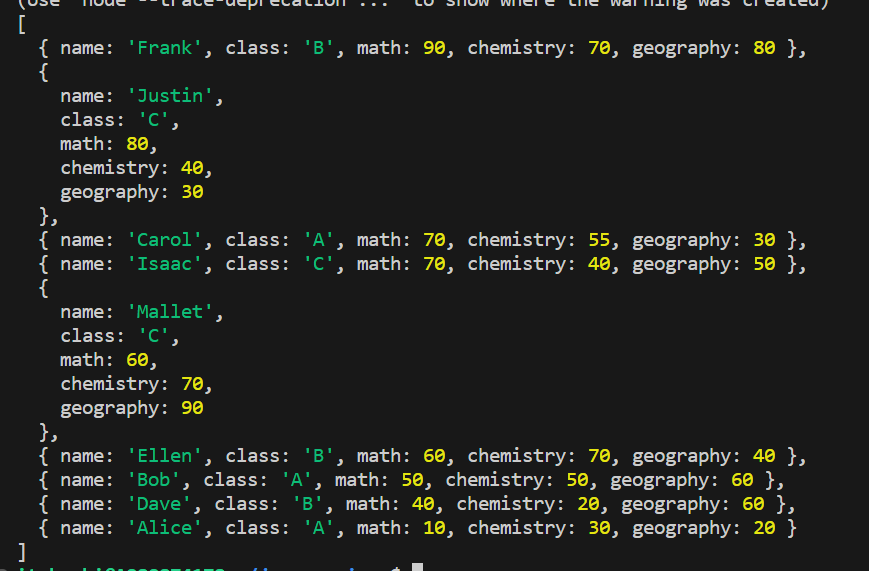 (Use `node --trace-deprecation ...` to show where the warning was created)
[
  { name: 'Frank', class: 'B', math: 90, chemistry: 70, geography: 80 },
  {
    name: 'Justin',
    class: 'C',
    math: 80,
    chemistry: 40,
    geography: 30
  },
  { name: 'Carol', class: 'A', math: 70, chemistry: 55, geography: 30 },
  { name: 'Isaac', class: 'C', math: 70, chemistry: 40, geography: 50 },
  {
    name: 'Mallet',
    class: 'C',
    math: 60,
    chemistry: 70,
    geography: 90
  },
  { name: 'Ellen', class: 'B', math: 60, chemistry: 70, geography: 40 },
  { name: 'Bob', class: 'A', math: 50, chemistry: 50, geography: 60 },
  { name: 'Dave', class: 'B', math: 40, chemistry: 20, geography: 60 },
  { name: 'Alice', class: 'A', math: 10, chemistry: 30, geography: 20 }
]